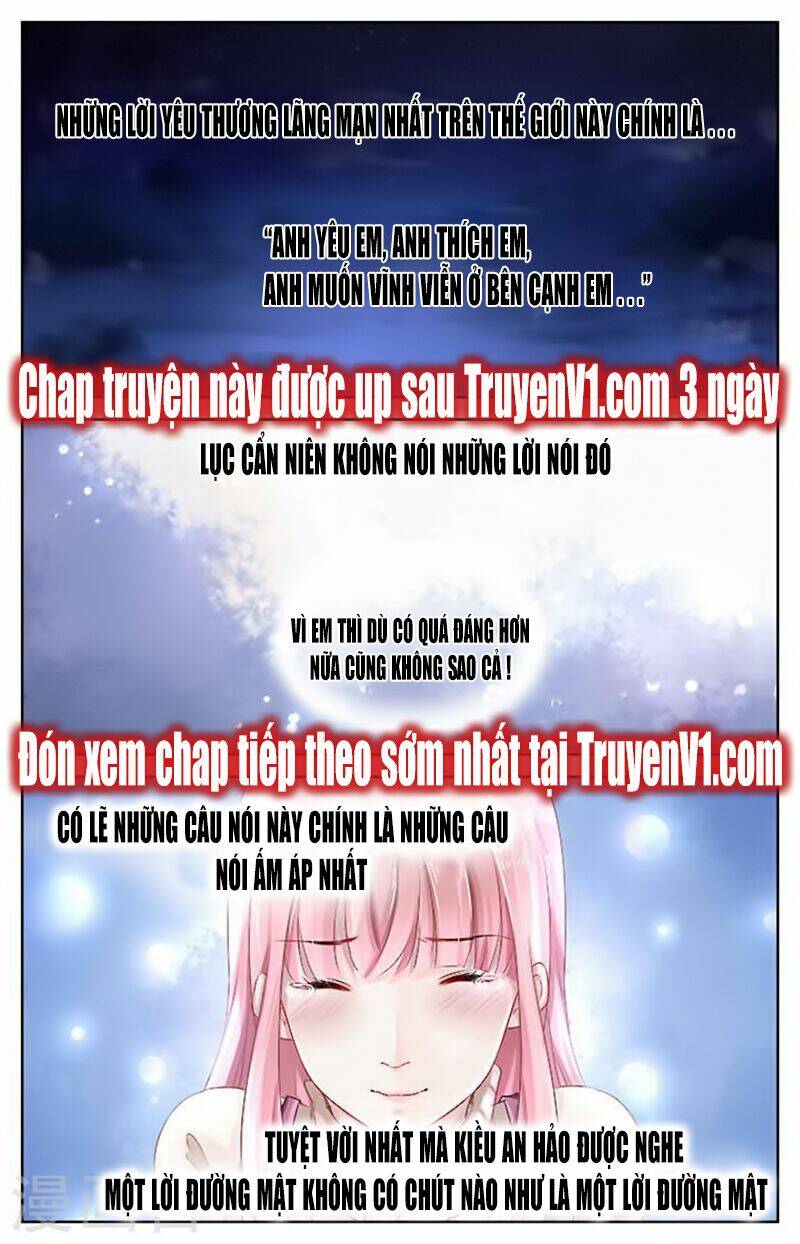 NHỮNG LỜI YÊU THƯƠNG LÃNG MẠN NHẤT TRÊN THẾ GIỚI NÀY CHÍNH LÀ . . .
“ANH YÊU EM, ANH THÍCH EM,
ANH MUỐN VĨNH VIỄN Ở BÊN CẠNH EM . . .”
Chap truyện này được up sau TruyenV1.com 3 ngày
LỤC CẨN NIÊN KHÔNG NÓI NHỮNG LỜI NÓI ĐÓ
VÌ EM THÌ DÙ CÓ QUÁ ĐÁNG HƠN
NỮA CŨNG KHÔNG SAO CẢ !
Đón xem chap tiếp theo sớm nhất tại TruyenV1.com
CÓ LẼ NHỮNG CÂU NÓI NÀY CHÍNH LÀ NHỮNG CÂU
NÓI ẤM ÁP NHẤT
TUYỆT VỜI NHẤT MÀ KIỀU AN HẢO ĐƯỢC NGHE
MỘT LỜI ĐƯỜNG MẬT KHÔNG CÓ CHÚT NÀO NHƯ LÀ MỘT LỜI ĐƯỜNG MẬT